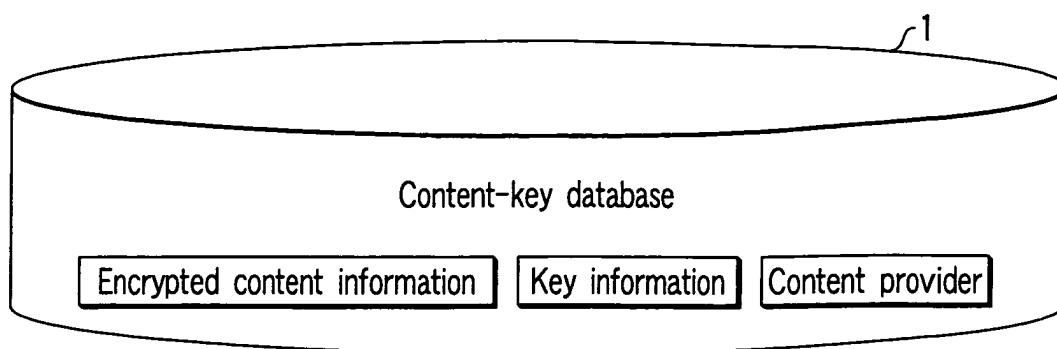 1
Content-key database
Encrypted content information Key information Content provider